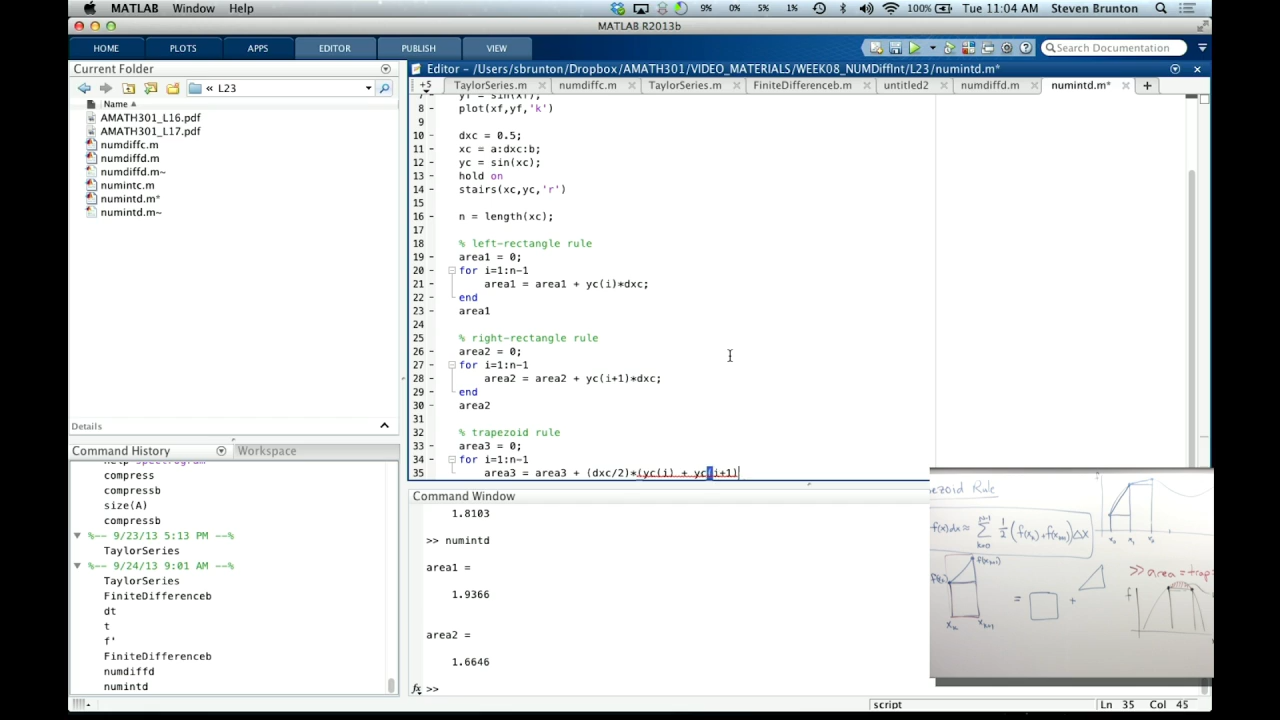 MATLAB Window Help 9% 0% 5% 1% 100% Tue 11:04 AM Steven Brunton
MATLAB R2013b
HOME PLOTS APPS EDITOR PUBLISH VIEW Search Documentation
Current Folder
« L23
Name
AMATH301_L16.pdf
AMATH301_L17.pdf
numdiffc.m
numdiffd.m
numdiffd.m~
numintc.m
numintd.m*
numintd.m~
Details
Command History Workspace
help spectrogram
compress
compressb
size(A)
compressb
%-- 9/23/13 5:13 PM --%
TaylorSeries
%-- 9/24/13 9:01 AM --%
TaylorSeries
FiniteDifferenceb
dt
t
f'
FiniteDifferenceb
numdiffd
numintd
Editor - /Users/sbrunton/Dropbox/AMATH301/VIDEO_MATERIALS/WEEK08_NUMDiffInt/L23/numintd.m*
+5 TaylorSeries.m numdiffc.m TaylorSeries.m FiniteDifferenceb.m untitled2 numdiffd.m numintd.m*
7 - yf = sin(xf);
8 - plot(xf,yf,'k')
9
10 - dxc = 0.5;
11 - xc = a:dxc:b;
12 - yc = sin(xc);
13 - hold on
14 - stairs(xc,yc,'r')
15
16 - n = length(xc);
17
18 % left-rectangle rule
19 - area1 = 0;
20 - for i=1:n-1
21 - area1 = area1 + yc(i)*dxc;
22 - end
23 - area1
24
25 % right-rectangle rule
26 - area2 = 0;
27 - for i=1:n-1
28 - area2 = area2 + yc(i+1)*dxc;
29 - end
30 - area2
31
32 % trapezoid rule
33 - area3 = 0;
34 - for i=1:n-1
35 area3 = area3 + (dxc/2)*(yc(i) + yc(i+1)
Command Window
1.8103
>> numintd
area1 =
1.9366
area2 =
1.6646
fx >>
script Ln 35 Col 45
Rule